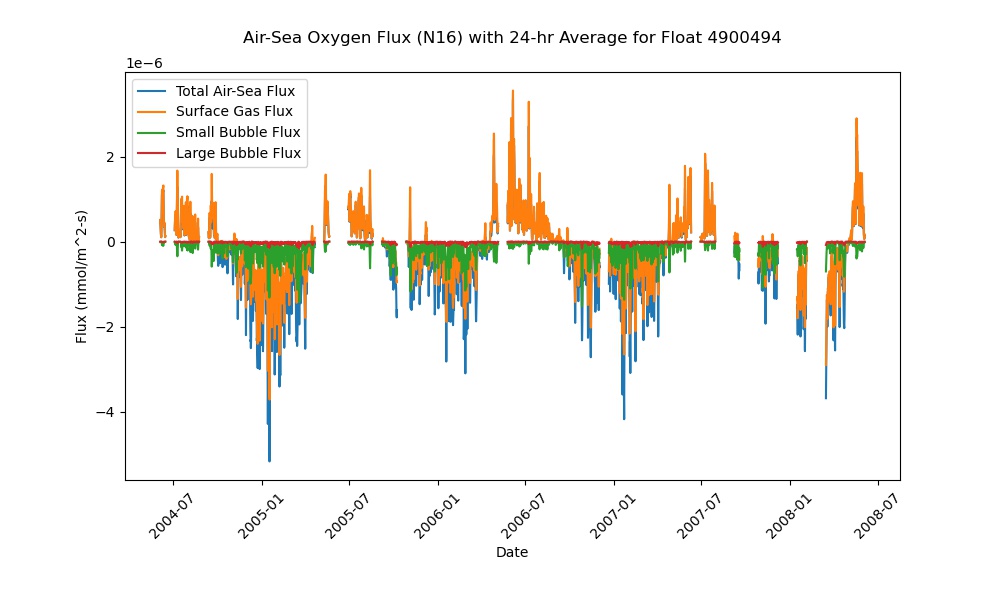 Air-Sea Oxygen Flux (N16) with 24-hr Average for Float 4900494
1e−6
Total Air-Sea Flux
Surface Gas Flux
Small Bubble Flux
Large Bubble Flux
2
0
−2
−4
Flux (mmol/m^2-s)
2004-07
2005-01
2005-07
2006-01
2006-07
2007-01
2007-07
2008-01
2008-07
Date